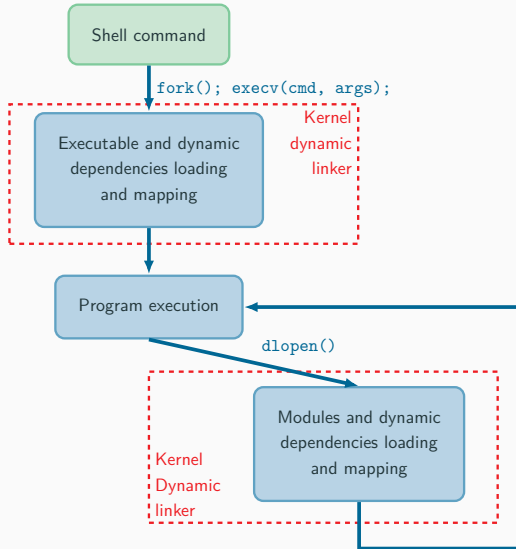 Shell command
fork(); execv(cmd, args);
Kernel
dynamic
linker
Executable and dynamic
dependencies loading
and mapping
Program execution
dlopen()
Modules and dynamic
dependencies loading
and mapping
Kernel
Dynamic
linker